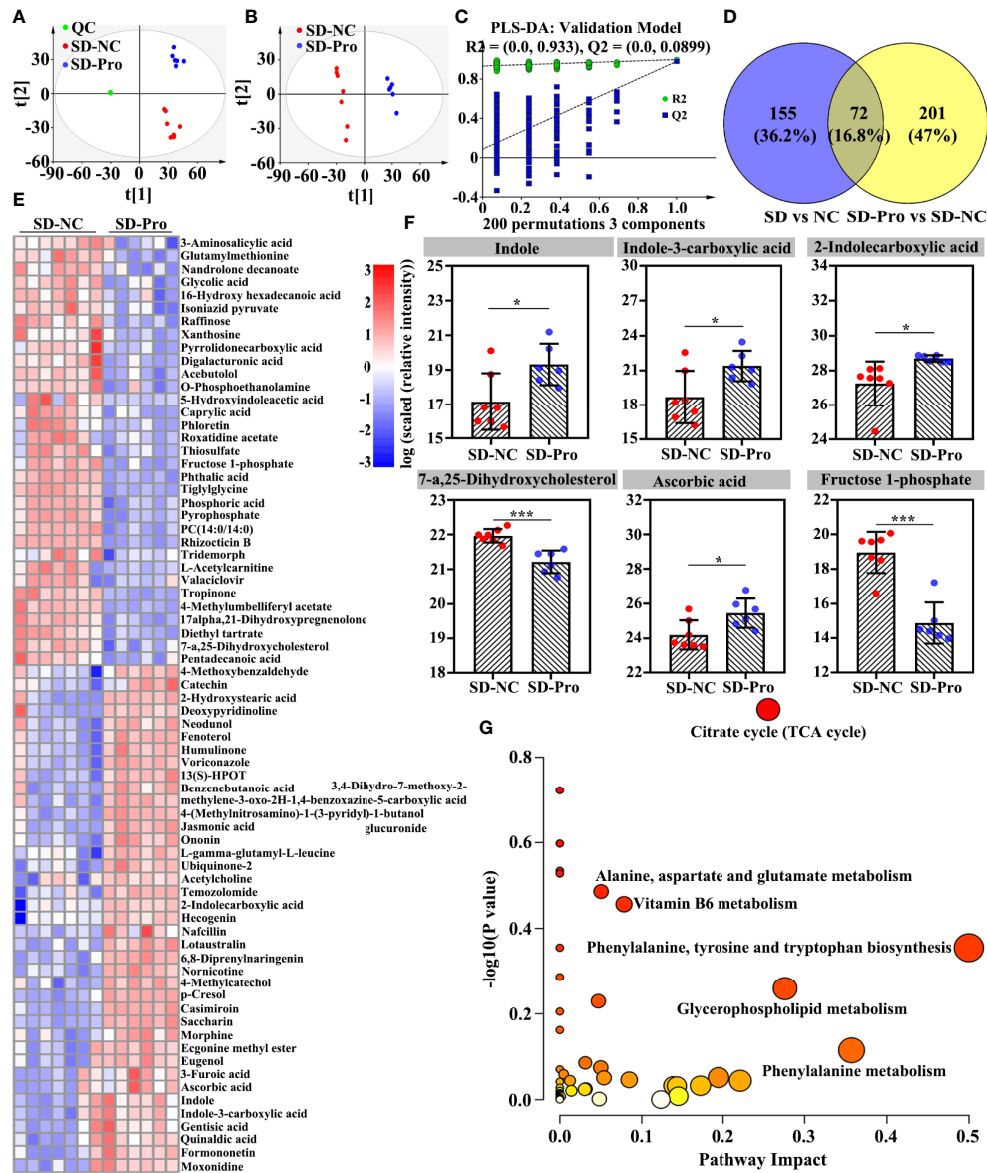 A
QC
SD-NC
SD-Pro
t[2]
30
0
-30
-60
-90 -60 -30 0 30 60 90
t[1]
B
SD-NC
SD-Pro
t[2]
30
0
-30
-60
-90 -60 -30 0 30 60 90
t[1]
C
PLS-DA: Validation Model
R2 = (0.0, 0.933), Q2 = (0.0, 0.0899)
0.8
0.4
0
-0.4
R2
Q2
0 0.2 0.4 0.6 0.8 1.0
200 permutations 3 components
D
155
(36.2%)
72
(16.8%)
201
(47%)
SD vs NC SD-Pro vs SD-NC
E
SD-NC SD-Pro
3-Aminosalicylic acid
Glutamylmethionine
Nandrolone decanoate
Glycolic acid
16-Hydroxy hexadecanoic acid
Isoniazid pyruvate
Raffinose
Xanthosine
Pyrrolidonecarboxylic acid
Digalacturonic acid
Acebutolol
O-Phosphoethanolamine
5-Hydroxyindoleacetic acid
Caprylic acid
Phloretin
Roxatidine acetate
Thiosulfate
Fructose 1-phosphate
Phthalic acid
Tiglylglycine
Phosphoric acid
Pyrophosphate
PC(14:0/14:0)
Rhizocticin B
Tridemorph
L-Acetylcarnitine
Valaciclovir
Tropinone
4-Methylumbelliferyl acetate
17alpha,21-Dihydroxypregnenolone
Diethyl tartrate
7-a,25-Dihydroxycholesterol
Pentadecanoic acid
4-Methoxybenzaldehyde
Catechin
2-Hydroxystearic acid
Deoxypyridinoline
Neodunol
Fenoterol
Humulinone
Voriconazole
13(S)-HPOT
Benzenebutanoic acid 3,4-Dihydro-7-methoxy-2-
methylene-3-oxo-2H-1,4-benzoxazine-5-carboxylic acid
4-(Methylnitrosamino)-1-(3-pyridyl)-1-butanol
Jasmonic acid glucuronide
Ononin
L-gamma-glutamyl-L-leucine
Ubiquinone-2
Acetylcholine
Temozolomide
2-Indolecarboxylic acid
Hecogenin
Nafcillin
Lotaustralin
6,8-Diprenylnaringenin
Nornicotine
4-Methylcatechol
p-Cresol
Casimiroin
Saccharin
Morphine
Ecgonine methyl ester
Eugenol
3-Furoic acid
Ascorbic acid
Indole
Indole-3-carboxylic acid
Gentisic acid
Quinaldic acid
Formononetin
Moxonidine
3
2
1
0
-1
-2
-3
F
log (scaled (relative intensity))
Indole
25
23
21
19
17
15
*
SD-NC SD-Pro
Indole-3-carboxylic acid
30
27
24
21
18
15
*
SD-NC SD-Pro
2-Indolecarboxylic acid
34
32
30
28
26
24
*
SD-NC SD-Pro
7-a,25-Dihydroxycholesterol
23
22
21
20
19
18
***
SD-NC SD-Pro
Ascorbic acid
32
30
28
26
24
22
*
SD-NC SD-Pro
Fructose 1-phosphate
20
18
16
14
12
***
SD-NC SD-Pro
G
Citrate cycle (TCA cycle)
-log10(P value)
0.8
0.6
0.4
0.2
0.0
Alanine, aspartate and glutamate metabolism
Vitamin B6 metabolism
Phenylalanine, tyrosine and tryptophan biosynthesis
Glycerophospholipid metabolism
Phenylalanine metabolism
0.0 0.1 0.2 0.3 0.4 0.5
Pathway Impact